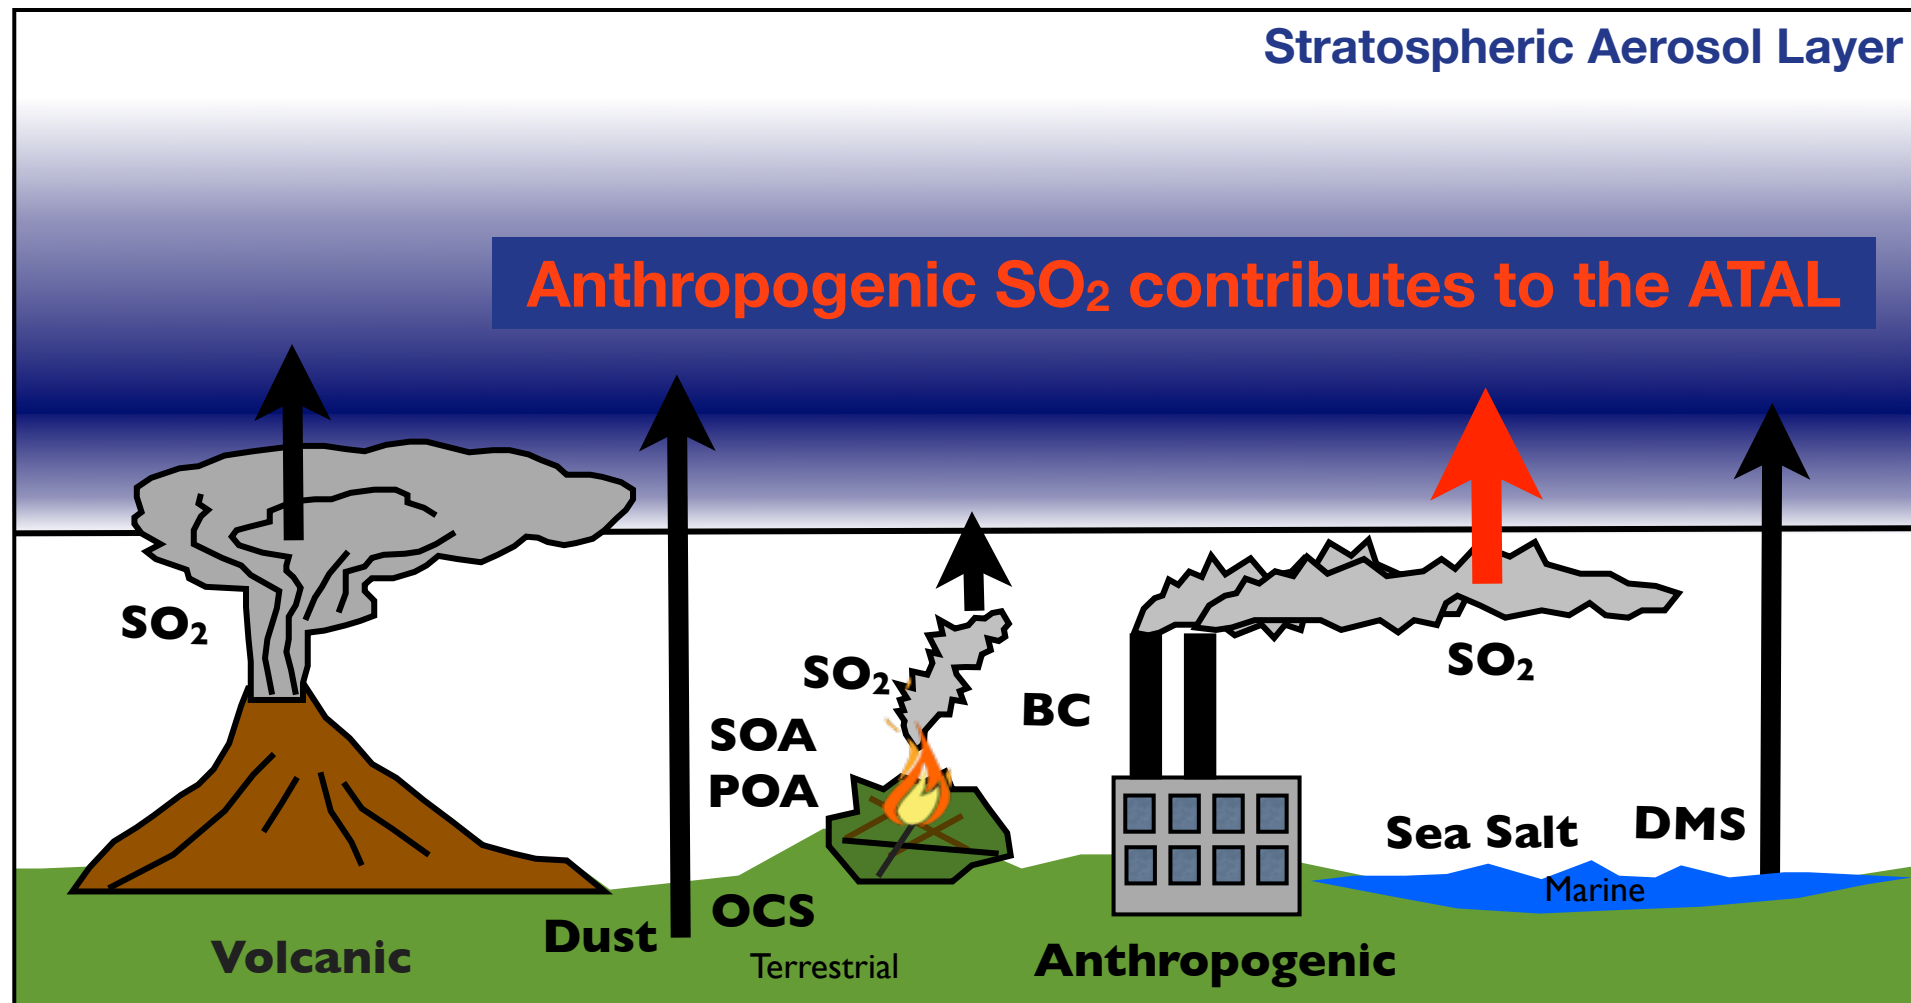 Stratospheric Aerosol Layer
Anthropogenic SO₂ contributes to the ATAL
SO₂
SO₂
SO₂
BC
SOA
POA
Sea Salt
DMS
Marine
OCS
Dust
Volcanic
Terrestrial
Anthropogenic